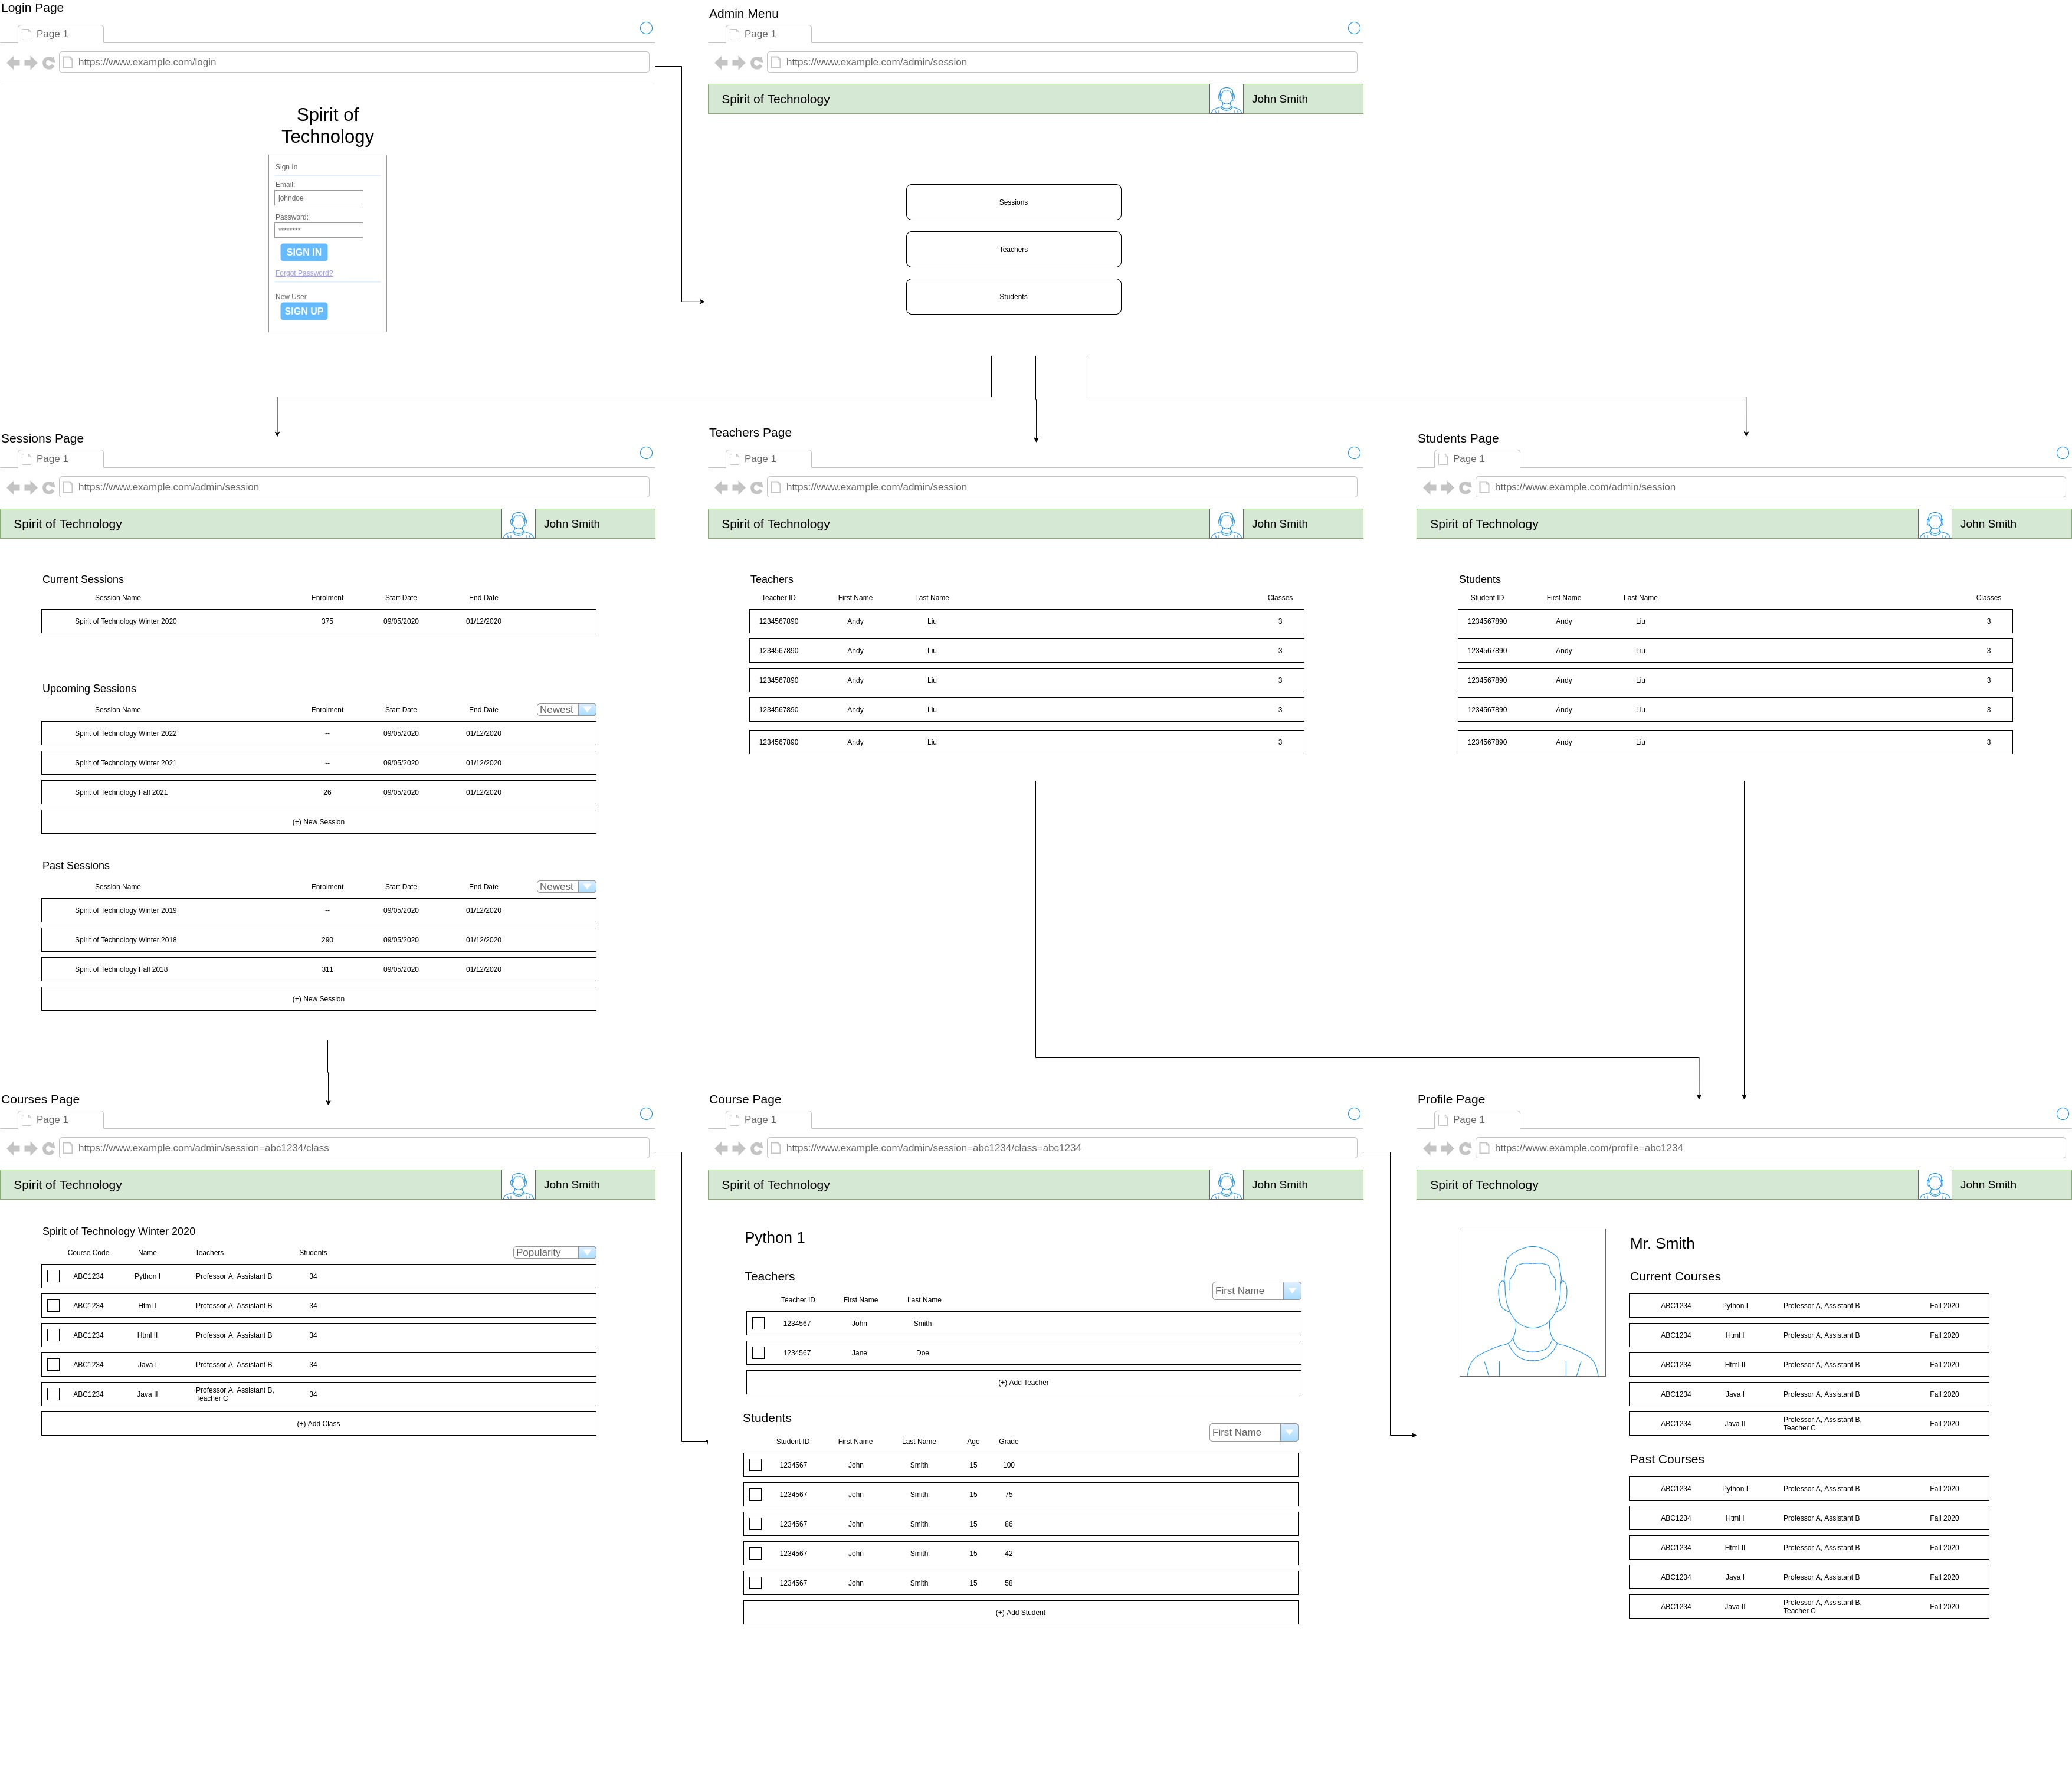 Login Page
Page 1
https://www.example.com/login
Spirit of
Technology
Sign In
Email:
johndoe
Password:
********
SIGN IN
Forgot Password?
New User
SIGN UP
Admin Menu
Page 1
https://www.example.com/admin/session
Spirit of Technology John Smith
Sessions
Teachers
Students
Sessions Page
Page 1
https://www.example.com/admin/session
Spirit of Technology John Smith
Current Sessions
Session Name Enrolment Start Date End Date
Spirit of Technology Winter 2020 375 09/05/2020 01/12/2020
Upcoming Sessions
Session Name Enrolment Start Date End Date Newest
Spirit of Technology Winter 2022 -- 09/05/2020 01/12/2020
Spirit of Technology Winter 2021 -- 09/05/2020 01/12/2020
Spirit of Technology Fall 2021 26 09/05/2020 01/12/2020
(+) New Session
Past Sessions
Session Name Enrolment Start Date End Date Newest
Spirit of Technology Winter 2019 -- 09/05/2020 01/12/2020
Spirit of Technology Winter 2018 290 09/05/2020 01/12/2020
Spirit of Technology Fall 2018 311 09/05/2020 01/12/2020
(+) New Session
Teachers Page
Page 1
https://www.example.com/admin/session
Spirit of Technology John Smith
Teachers
Teacher ID First Name Last Name Classes
1234567890 Andy Liu 3
1234567890 Andy Liu 3
1234567890 Andy Liu 3
1234567890 Andy Liu 3
1234567890 Andy Liu 3
Students Page
Page 1
https://www.example.com/admin/session
Spirit of Technology John Smith
Students
Student ID First Name Last Name Classes
1234567890 Andy Liu 3
1234567890 Andy Liu 3
1234567890 Andy Liu 3
1234567890 Andy Liu 3
1234567890 Andy Liu 3
Courses Page
Page 1
https://www.example.com/admin/session=abc1234/class
Spirit of Technology John Smith
Spirit of Technology Winter 2020
Course Code Name Teachers Students Popularity
ABC1234 Python I Professor A, Assistant B 34
ABC1234 Html I Professor A, Assistant B 34
ABC1234 Html II Professor A, Assistant B 34
ABC1234 Java I Professor A, Assistant B 34
ABC1234 Java II Professor A, Assistant B, 34
Teacher C
(+) Add Class
Course Page
Page 1
https://www.example.com/admin/session=abc1234/class=abc1234
Spirit of Technology John Smith
Python 1
Teachers
First Name
Teacher ID First Name Last Name
1234567 John Smith
1234567 Jane Doe
(+) Add Teacher
Students
First Name
Student ID First Name Last Name Age Grade
1234567 John Smith 15 100
1234567 John Smith 15 75
1234567 John Smith 15 86
1234567 John Smith 15 42
1234567 John Smith 15 58
(+) Add Student
Profile Page
Page 1
https://www.example.com/profile=abc1234
Spirit of Technology John Smith
Mr. Smith
Current Courses
ABC1234 Python I Professor A, Assistant B Fall 2020
ABC1234 Html I Professor A, Assistant B Fall 2020
ABC1234 Html II Professor A, Assistant B Fall 2020
ABC1234 Java I Professor A, Assistant B Fall 2020
ABC1234 Java II Professor A, Assistant B, Fall 2020
Teacher C
Past Courses
ABC1234 Python I Professor A, Assistant B Fall 2020
ABC1234 Html I Professor A, Assistant B Fall 2020
ABC1234 Html II Professor A, Assistant B Fall 2020
ABC1234 Java I Professor A, Assistant B Fall 2020
ABC1234 Java II Professor A, Assistant B, Fall 2020
Teacher C